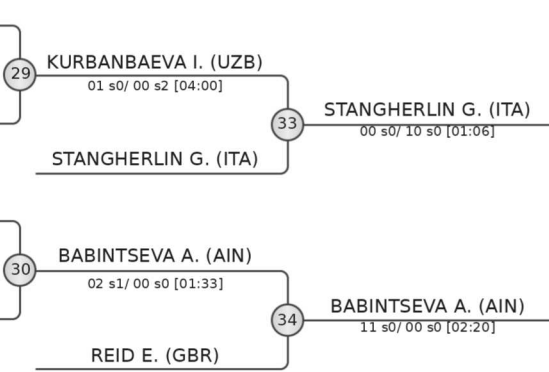 29
KURBANBAEVA I. (UZB)
01 s0/ 00 s2 [04:00]
33
STANGHERLIN G. (ITA)
00 s0/ 10 s0 [01:06]
STANGHERLIN G. (ITA)
30
BABINTSEVA A. (AIN)
02 s1/ 00 s0 [01:33]
34
BABINTSEVA A. (AIN)
11 s0/ 00 s0 [02:20]
REID E. (GBR)